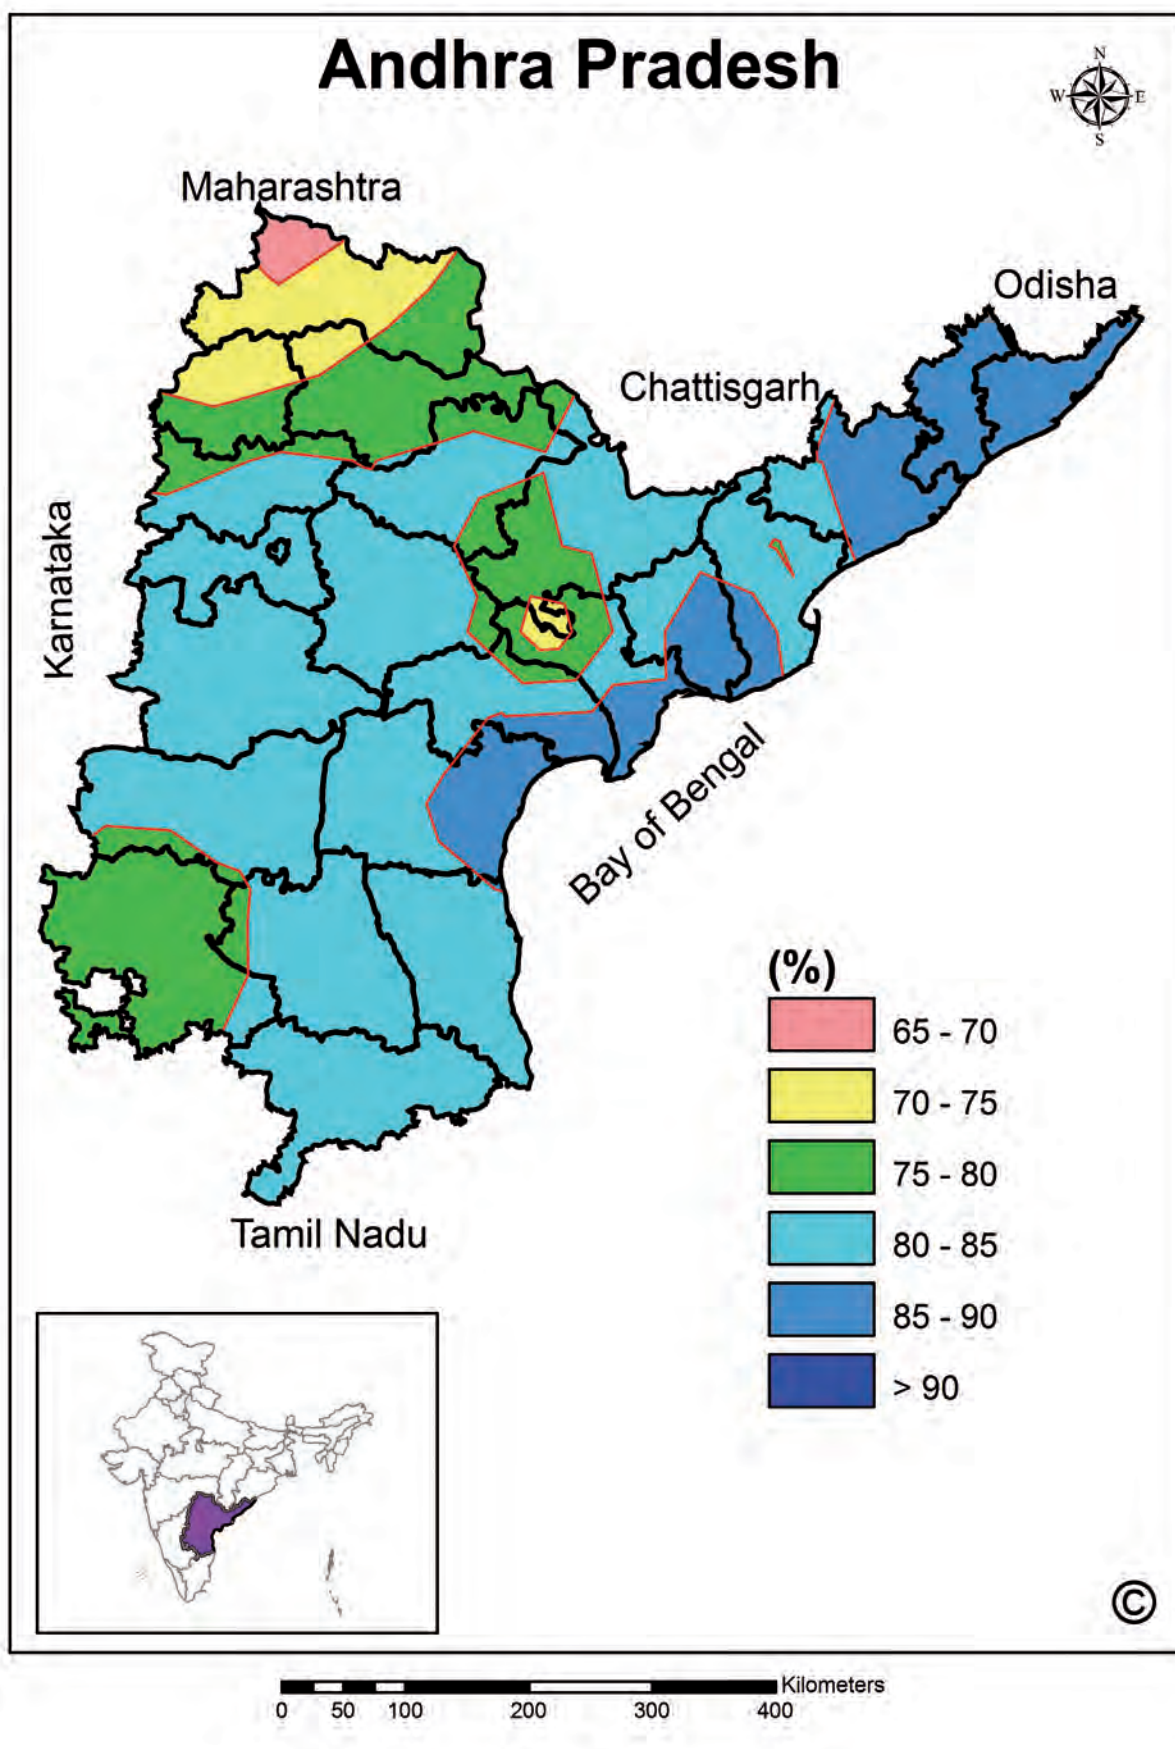 Andhra Pradesh
N
W E
S
Maharashtra
Odisha
Chattisgarh
Karnataka
Bay of Bengal
Tamil Nadu
(%)
65 - 70
70 - 75
75 - 80
80 - 85
85 - 90
> 90
©
Kilometers
0 50 100 200 300 400